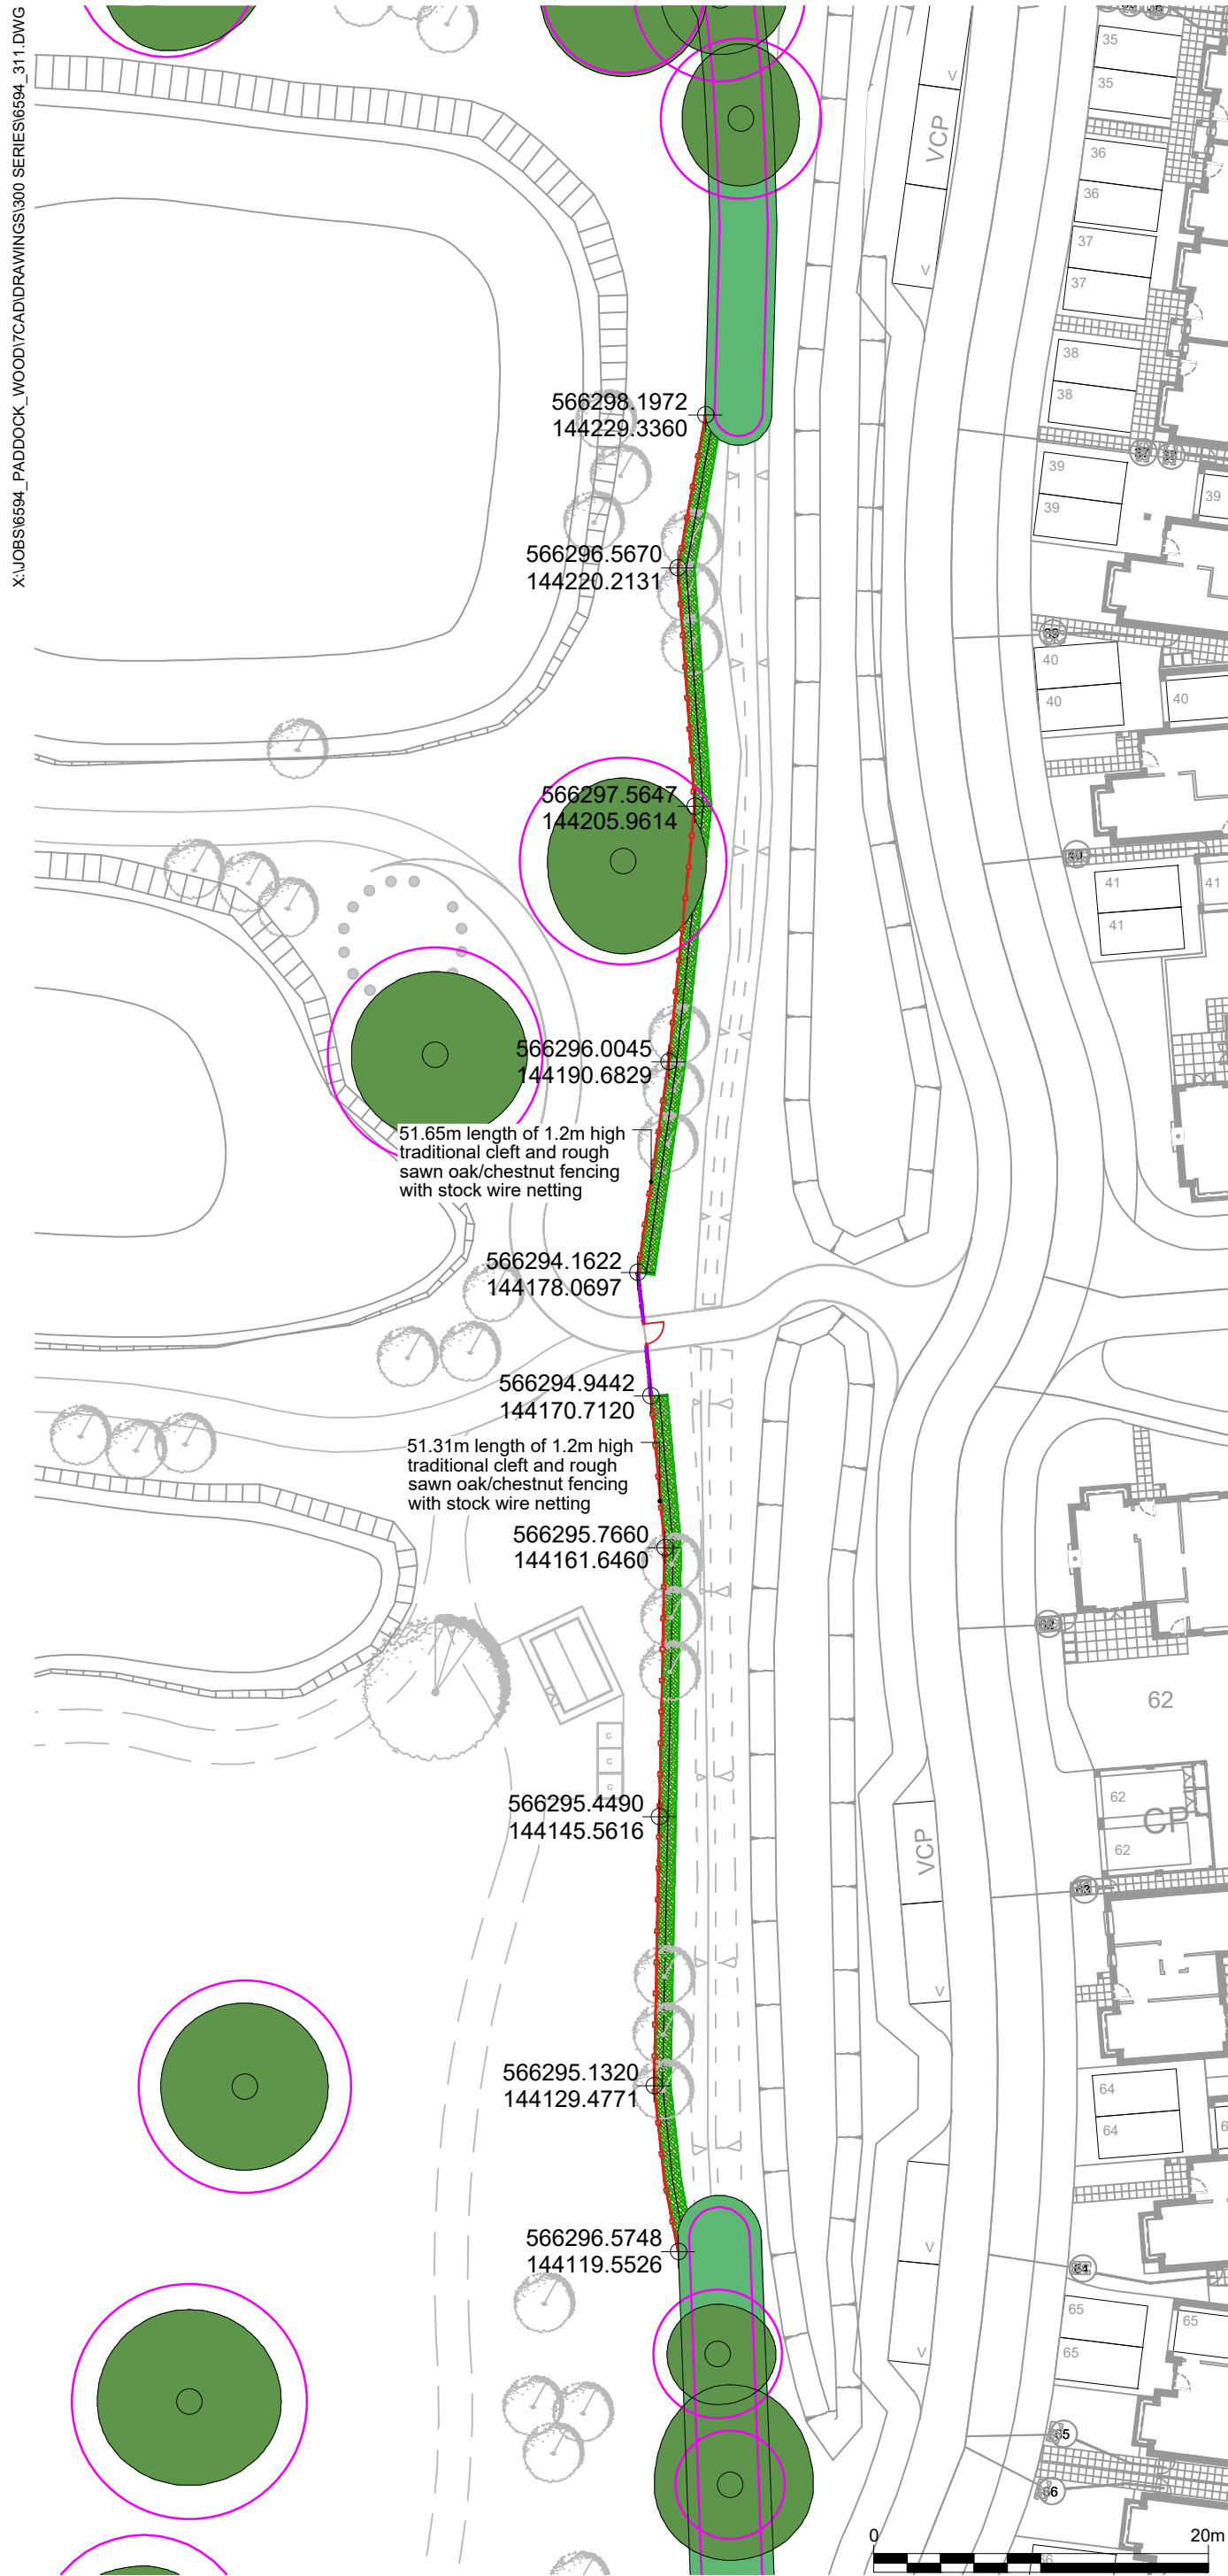 X:\JOBS\6594_PADDOCK_WOOD\7CAD\DRAWINGS\300 SERIES\6594_311.DWG
35
35
V
VCP
36
36
37
37
V
38
38
566298.1972
144229.3360
39
39
39
566296.5670
144220.2131
40
40
40
566297.5647
144205.9614
41
41
41
566296.0045
144190.6829
51.65m length of 1.2m high
traditional cleft and rough
sawn oak/chestnut fencing
with stock wire netting
566294.1622
144178.0697
566294.9442
144170.7120
51.31m length of 1.2m high
traditional cleft and rough
sawn oak/chestnut fencing
with stock wire netting
566295.7660
144161.6460
62
C
C
C
62
CP
62
566295.4490
144145.5616
VCP
V
566295.1320
144129.4771
64
64
566296.5748
144119.5526
V
64
65
65
65
V
65
66
0
20m
66